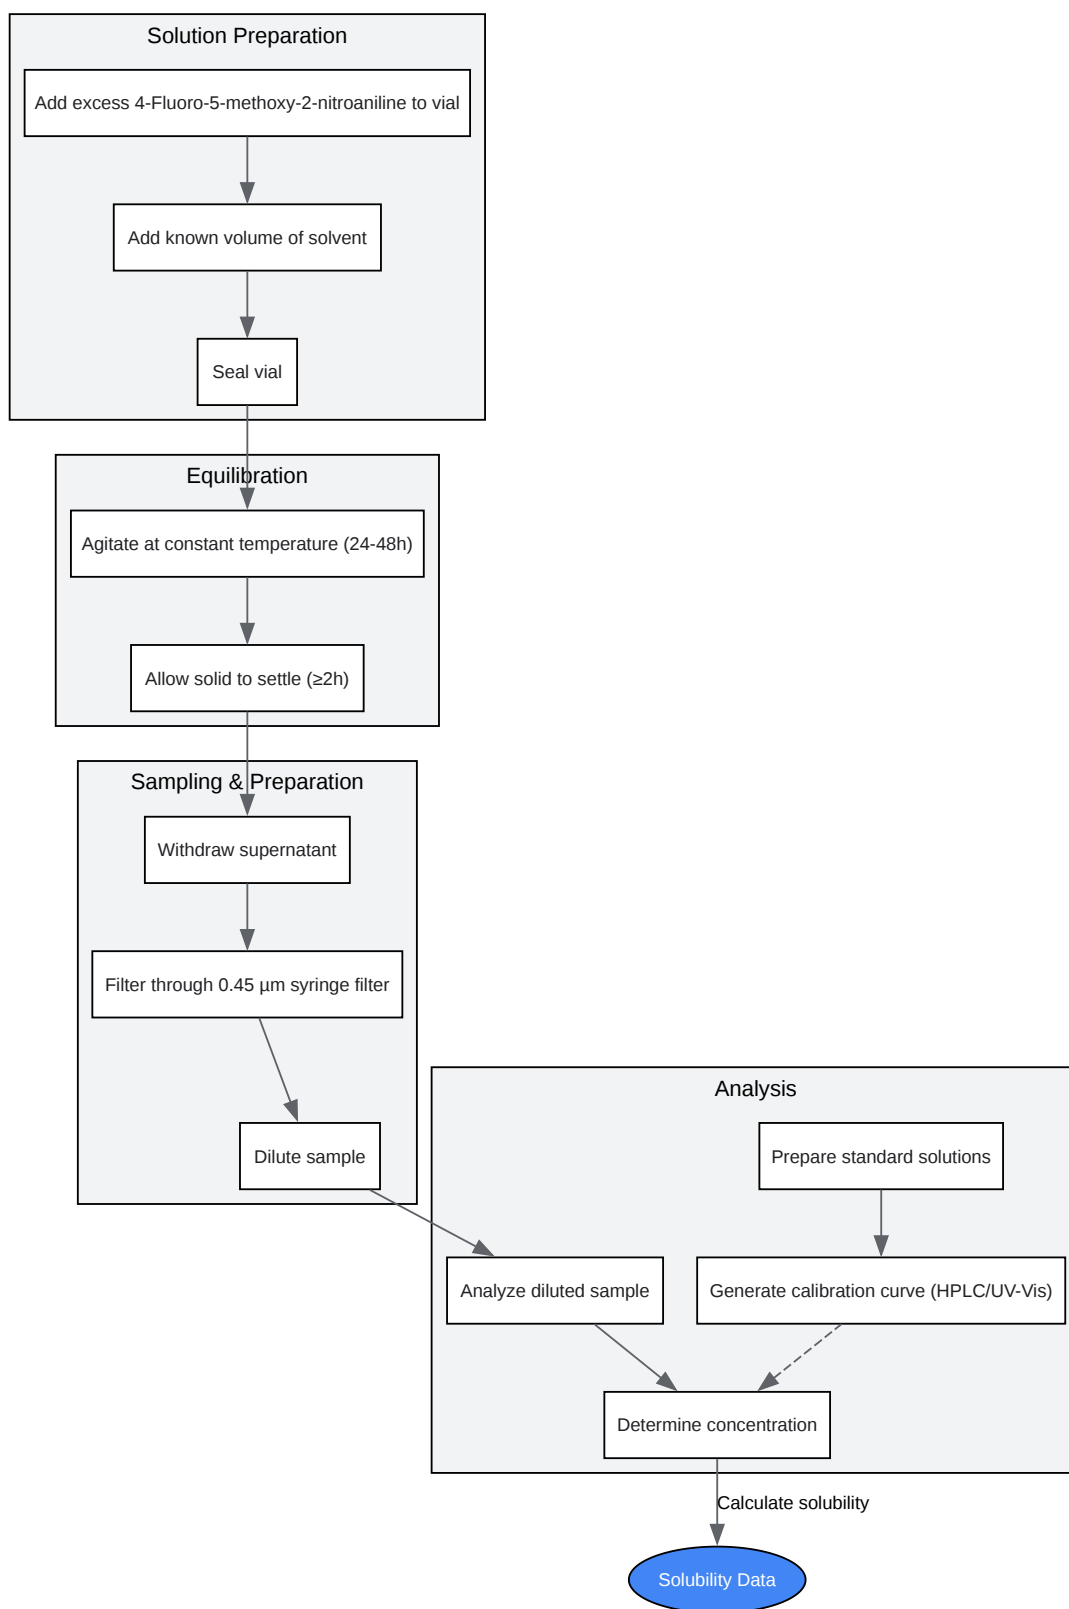 Solution Preparation
Add excess 4-Fluoro-5-methoxy-2-nitroaniline to vial
Add known volume of solvent
Seal vial
Equilibration
Agitate at constant temperature (24-48h)
Allow solid to settle (≥2h)
Sampling & Preparation
Withdraw supernatant
Filter through 0.45 µm syringe filter
Dilute sample
Analysis
Prepare standard solutions
Analyze diluted sample
Generate calibration curve (HPLC/UV-Vis)
Determine concentration
Calculate solubility
Solubility Data